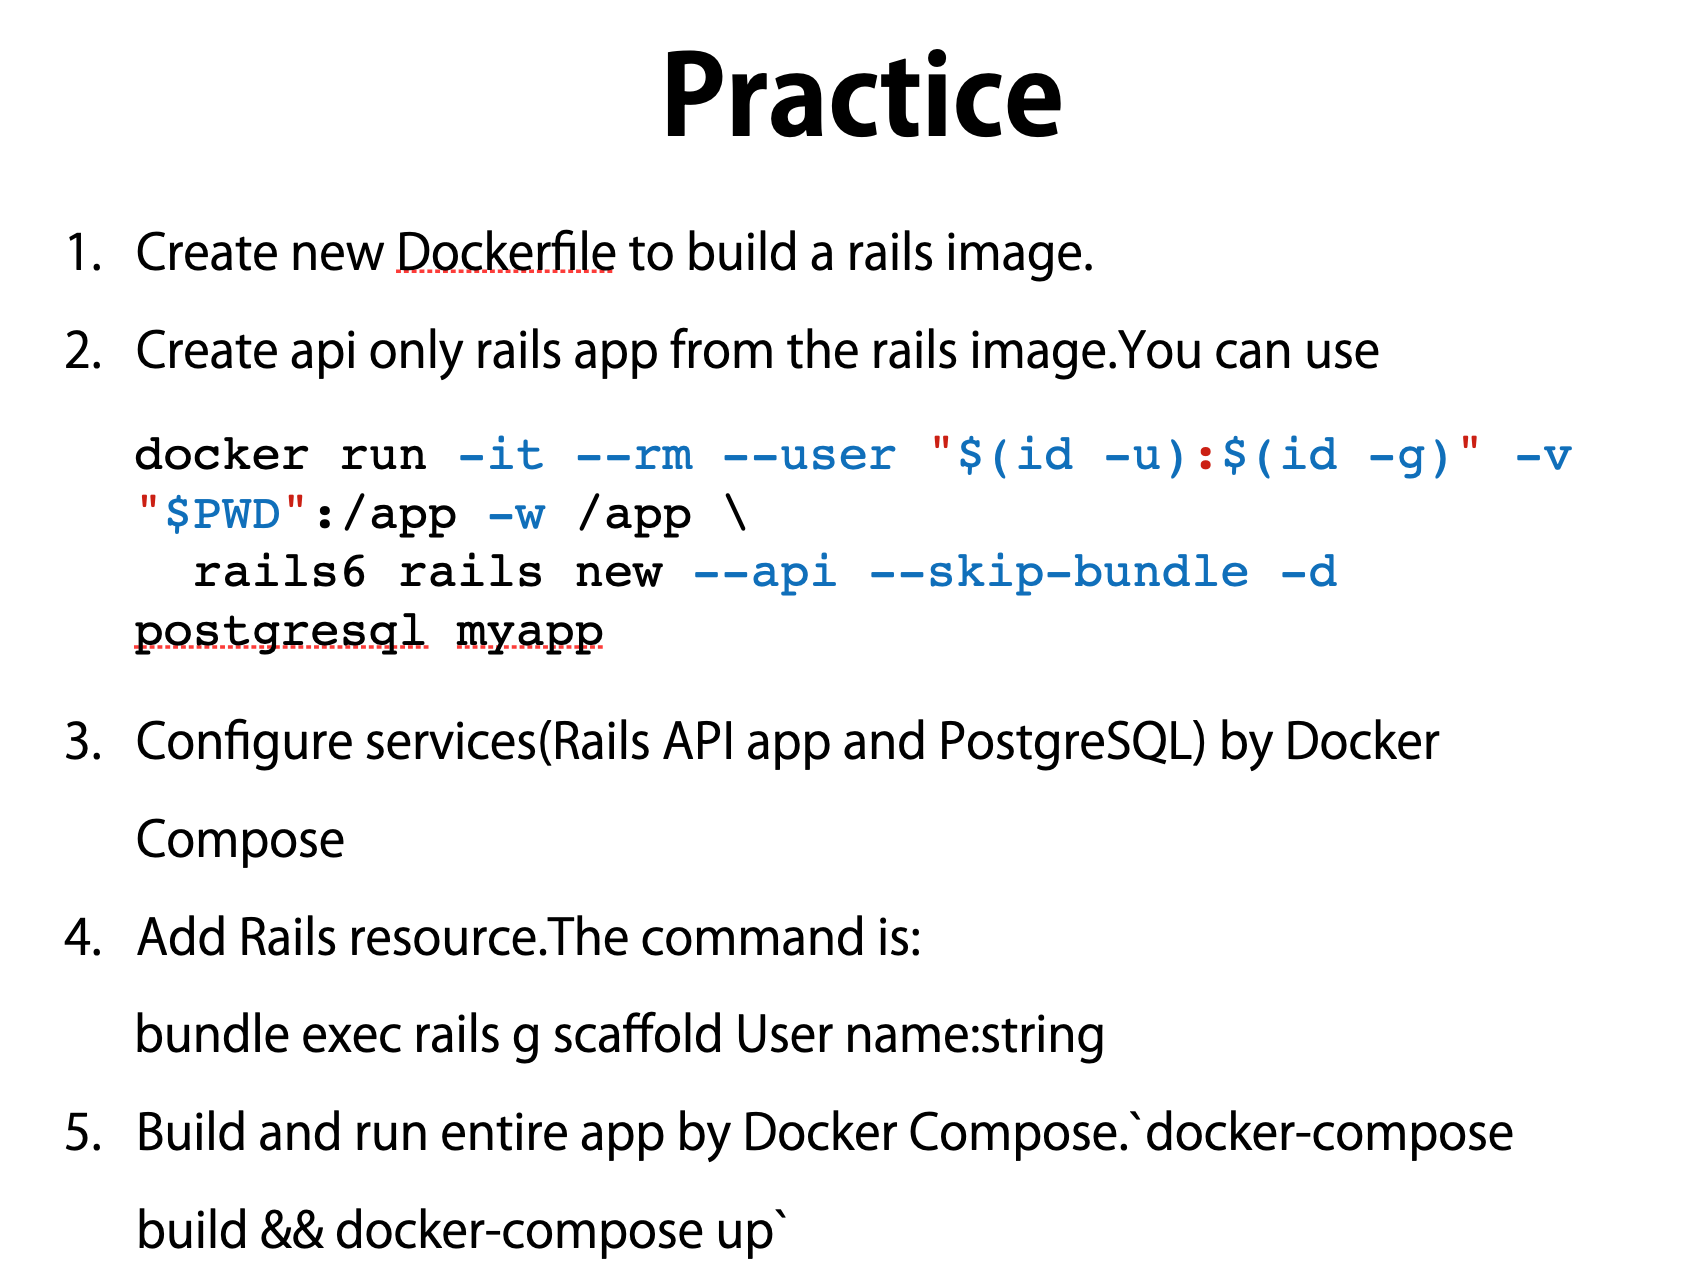 Practice
1. Create new Dockerfile to build a rails image.
2. Create api only rails app from the rails image.You can use
docker run -it --rm --user "$(id -u):$(id -g)" -v
"$PWD":/app -w /app \
rails6 rails new --api --skip-bundle -d
postgresql myapp
3. Configure services(Rails API app and PostgreSQL) by Docker
Compose
4. Add Rails resource.The command is:
bundle exec rails g scaffold User name:string
5. Build and run entire app by Docker Compose.`docker-compose
build && docker-compose up`